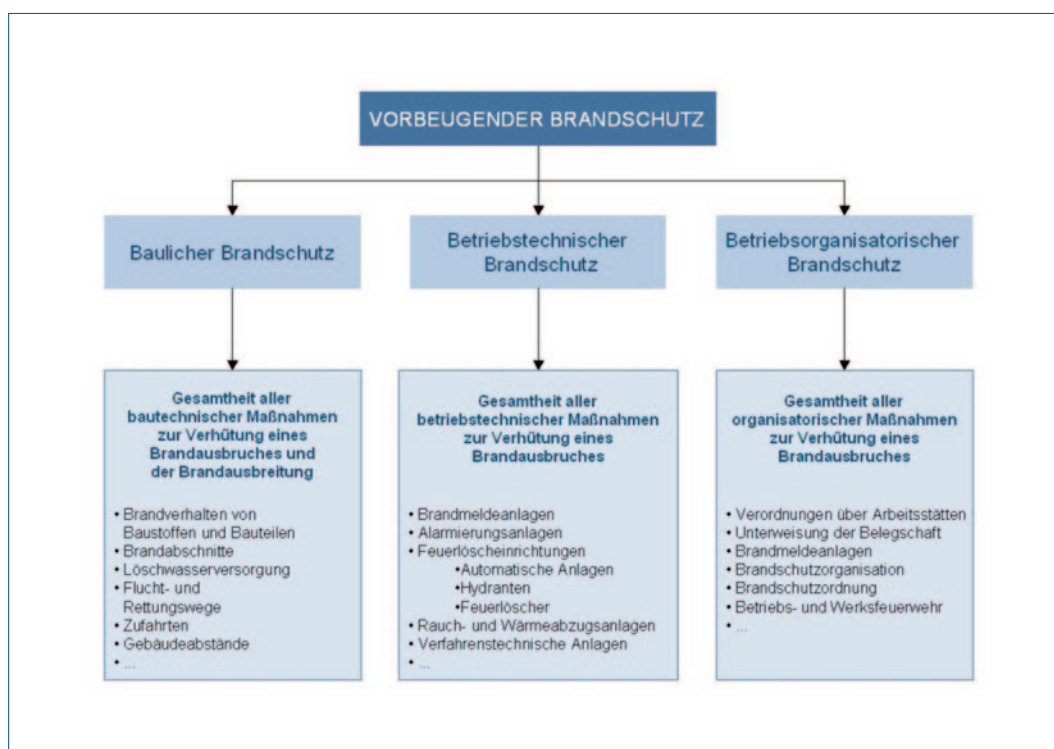 VORBEUGENDER BRANDSCHUTZ
Baulicher Brandschutz
Betriebstechnischer
Brandschutz
Betriebsorganisatorischer
Brandschutz
Gesamtheit aller
bautechnischer Maßnahmen
zur Verhütung eines
Brandausbruches und
der Brandausbreitung
• Brandverhalten von
Baustoffen und Bauteilen
• Brandabschnitte
• Löschwasserversorgung
• Flucht- und
Rettungswege
• Zufahrten
• Gebäudeabstände
• ...
Gesamtheit aller
betriebstechnischer Maßnahmen
zur Verhütung eines
Brandausbruches
• Brandmeldeanlagen
• Alarmierungsanlagen
• Feuerlöscheinrichtungen
•Automatische Anlagen
•Hydranten
•Feuerlöscher
• Rauch- und Wärmeabzugsanlagen
• Verfahrenstechnische Anlagen
• ...
Gesamtheit aller
organisatorischer Maßnahmen
zur Verhütung eines
Brandausbruches
• Verordnungen über Arbeitsstätten
• Unterweisung der Belegschaft
• Brandmeldeanlagen
• Brandschutzorganisation
• Brandschutzordnung
• Betriebs- und Werksfeuerwehr
• ...